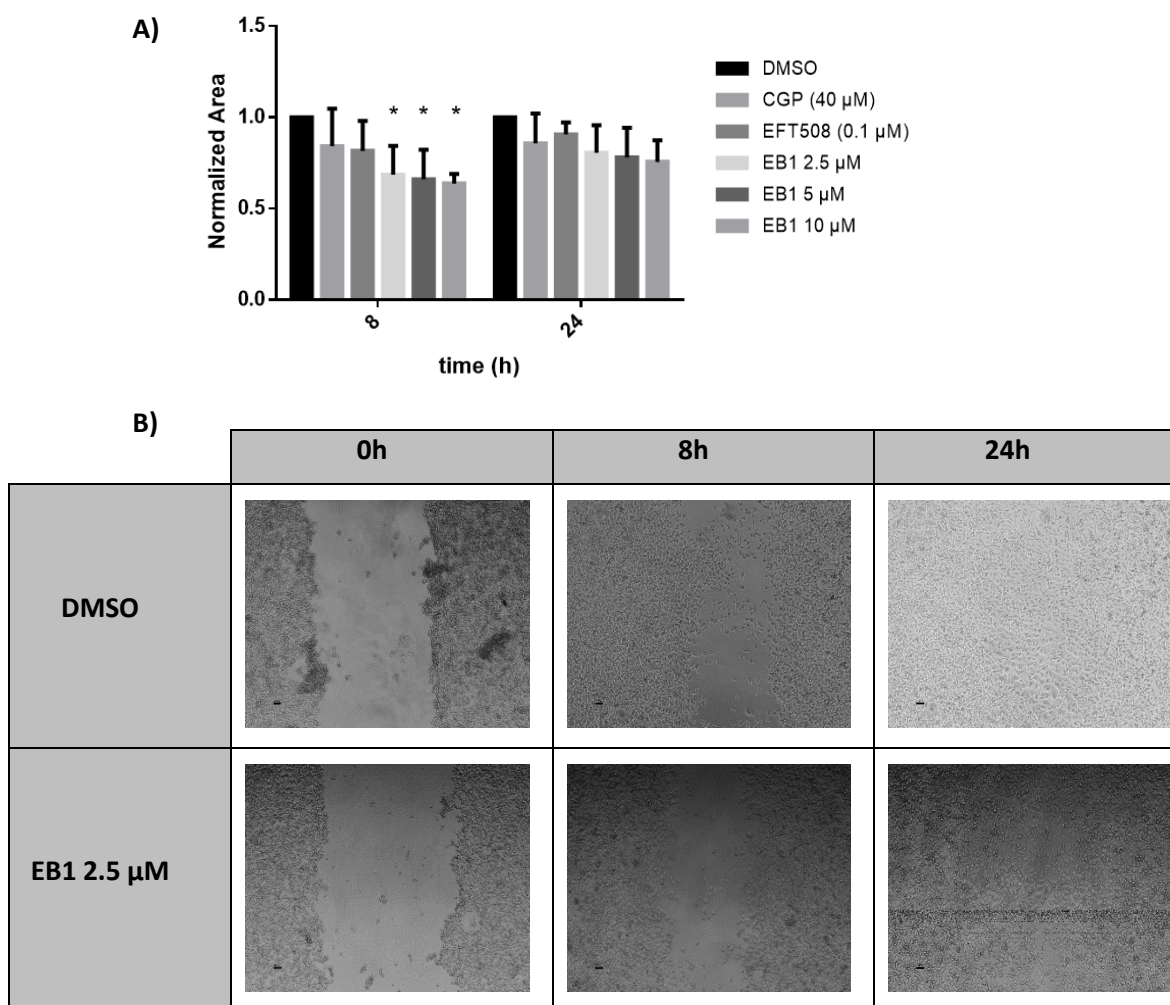 A)
1.5
1.0
0.5
0.0
Normalized Area
* * *
8 24
time (h)
DMSO
CGP (40 µM)
EFT508 (0.1 µM)
EB1 2.5 µM
EB1 5 µM
EB1 10 µM
B)
0h 8h 24h
DMSO
EB1 2.5 µM